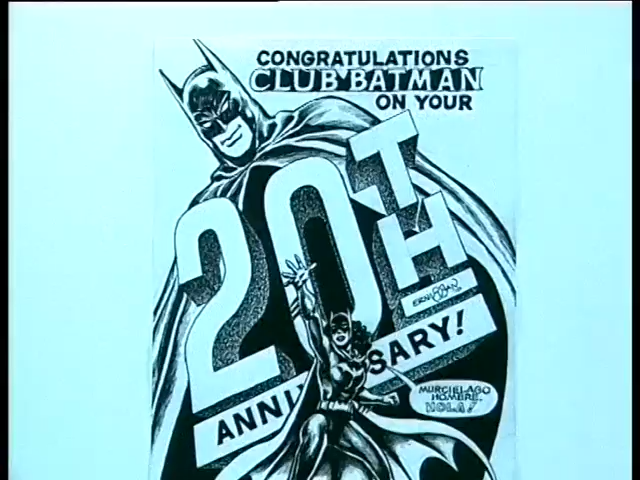 CONGRATULATIONS
CLUB BATMAN
ON YOUR
20TH
ANNIVERSARY!
MURCIELAGO
HOMBRE,
HOLA!